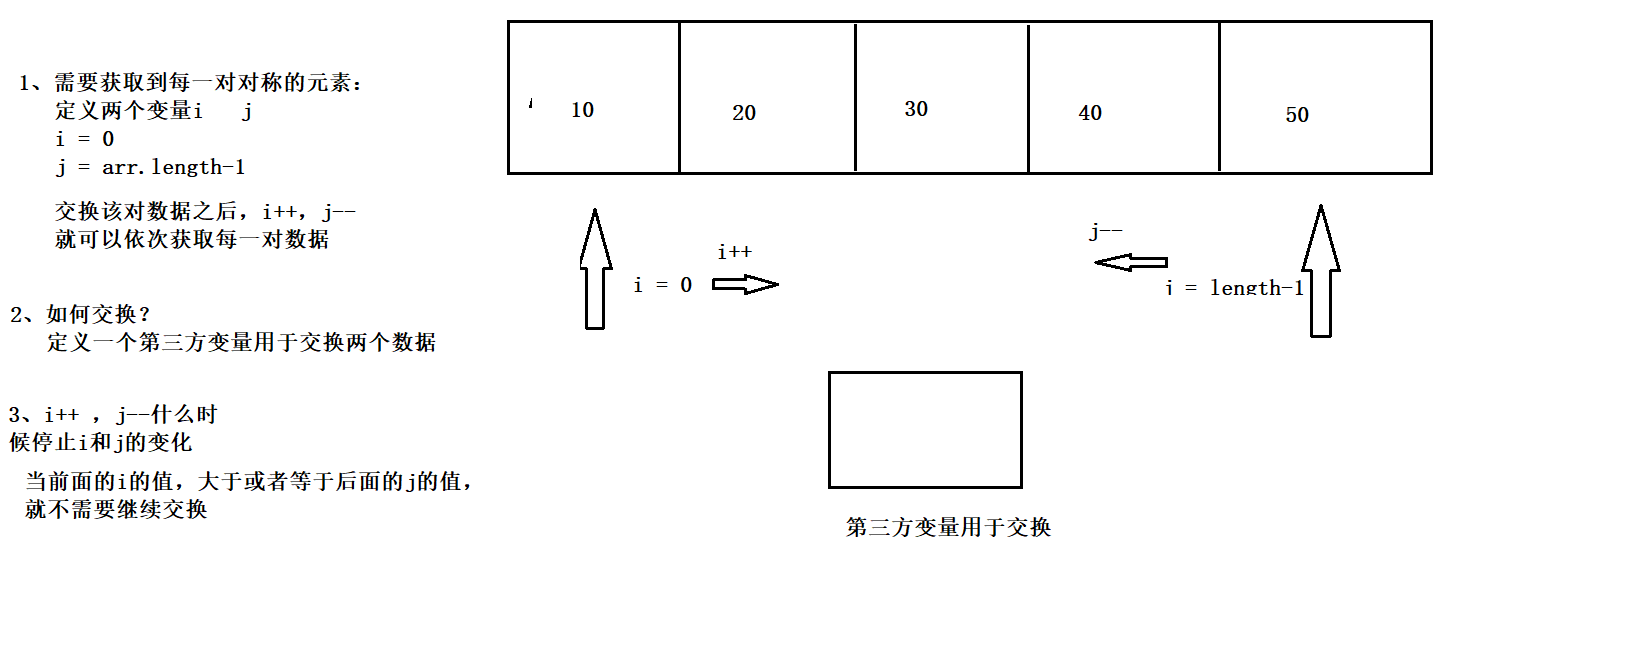 1、需要获取到每一对对称的元素：
定义两个变量i j
i = 0
j = arr.length-1
交换该对数据之后，i++，j--
就可以依次获取每一对数据
2、如何交换？
定义一个第三方变量用于交换两个数据
3、i++ ，j--什么时
候停止i和j的变化
当前面的i的值，大于或者等于后面的j的值，
就不需要继续交换
10 20 30 40 50
i++
i = 0
j--
j = length-1
第三方变量用于交换